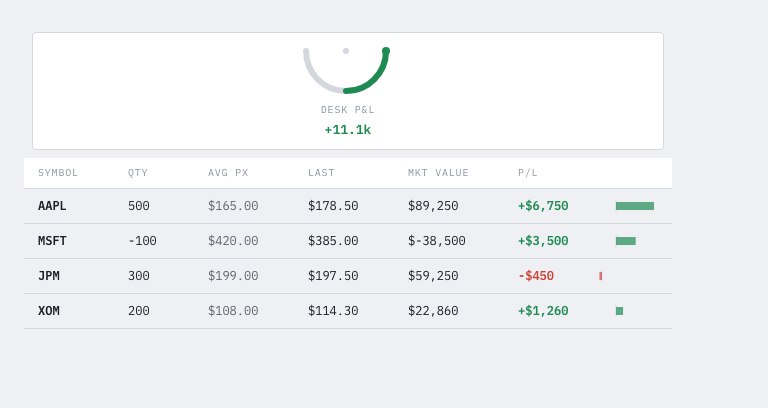 DESK P&L
+11.1k
SYMBOL QTY AVG PX LAST MKT VALUE P/L
AAPL 500 $165.00 $178.50 $89,250 +$6,750
MSFT -100 $420.00 $385.00 $-38,500 +$3,500
JPM 300 $199.00 $197.50 $59,250 -$450
XOM 200 $108.00 $114.30 $22,860 +$1,260